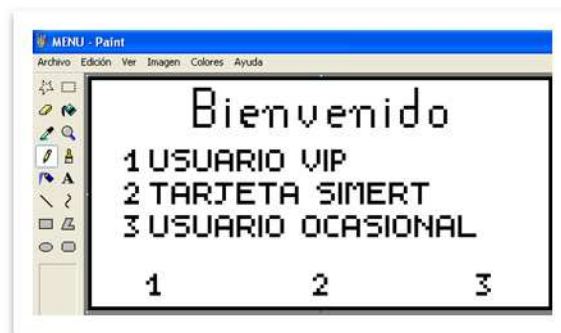 MENU - Paint
Archivo Edición Ver Imagen Colores Ayuda
A
Bienvenido
1 USUARIO VIP
2 TARJETA SIMERT
3 USUARIO OCASIONAL
1 2 3